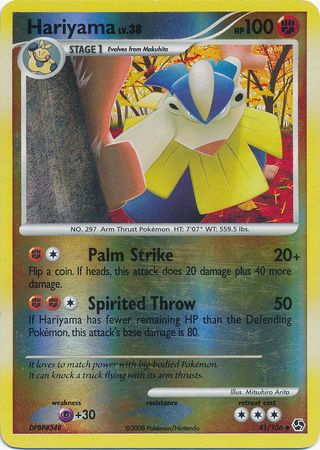 Hariyama LV.38 HP 100
STAGE 1 Evolves from Makuhita
NO. 297 Arm Thrust Pokémon HT: 7'07" WT: 559.5 lbs.
Palm Strike 20+
Flip a coin. If heads, this attack does 20 damage plus 40 more
damage.
Spirited Throw 50
If Hariyama has fewer remaining HP than the Defending
Pokémon, this attack's base damage is 80.
It loves to match power with big-bodied Pokémon.
It can knock a truck flying with its arm thrusts.
Illus. Mitsuhiro Arita
weakness resistance retreat cost
+30
DPBP#348 ©2008 Pokémon/Nintendo 41/106